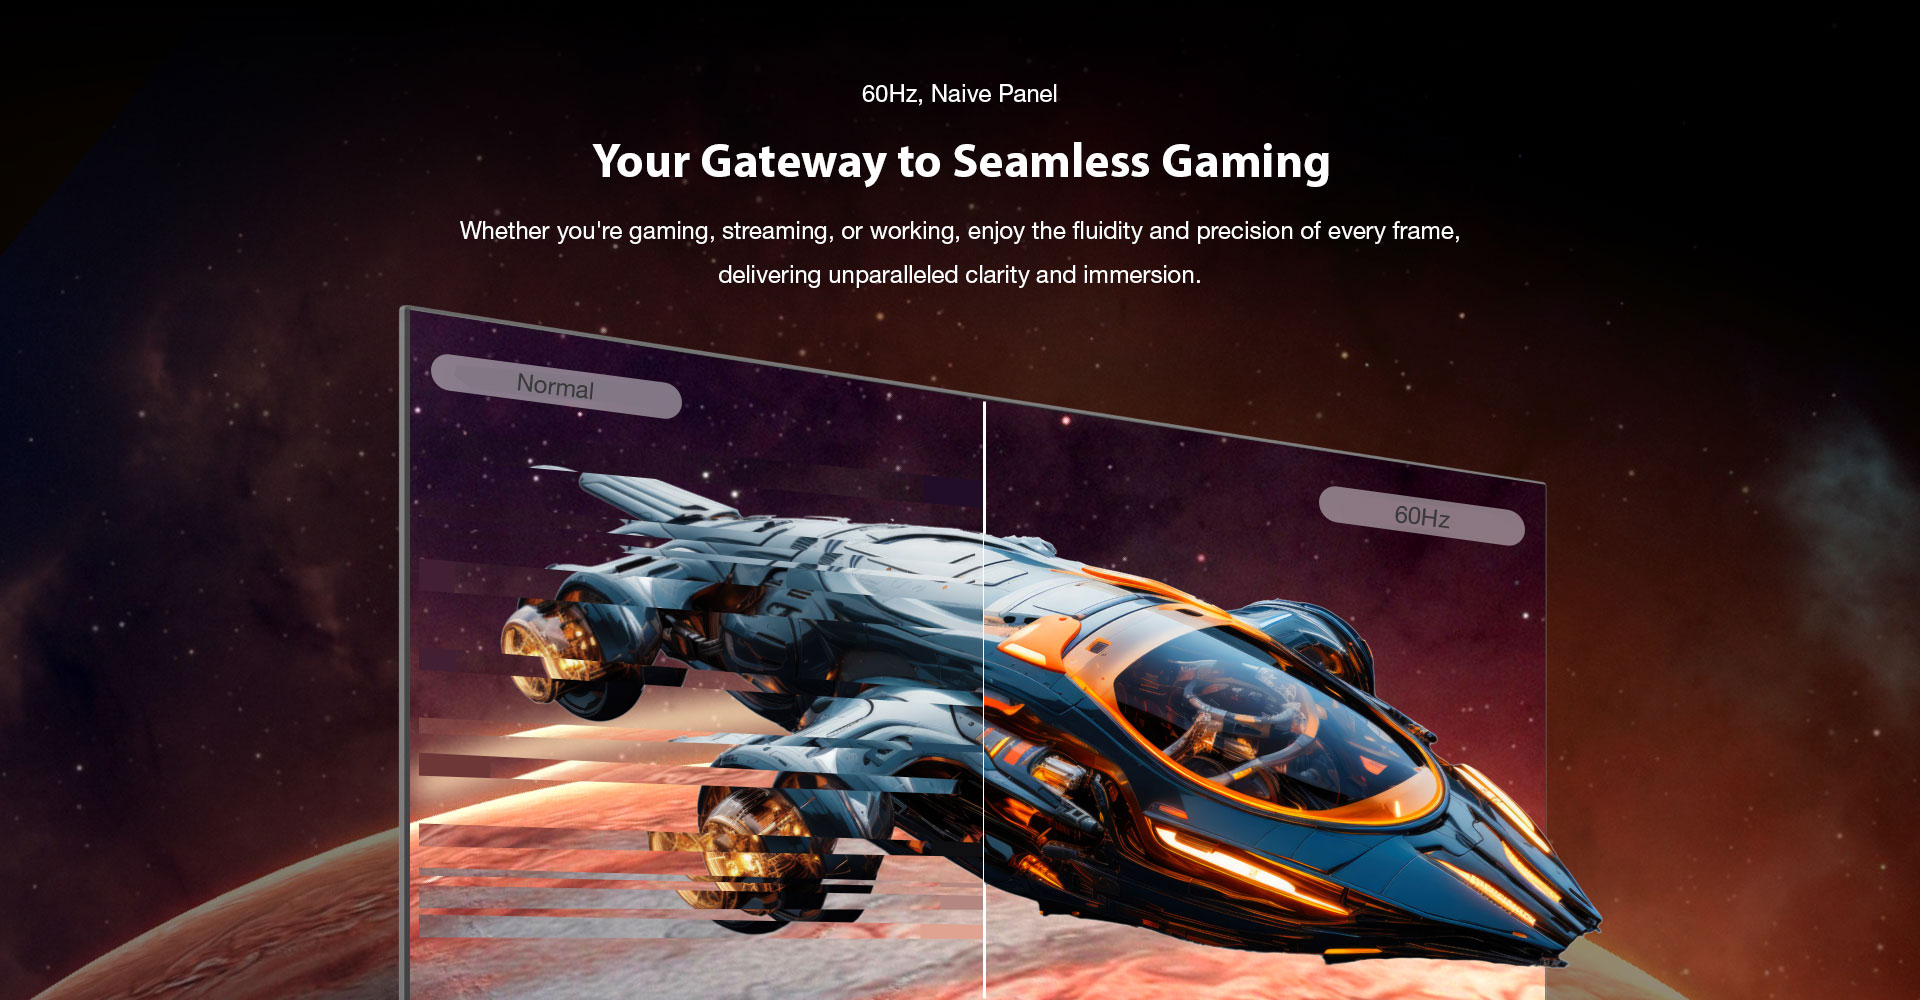 60Hz, Naive Panel
Your Gateway to Seamless Gaming
Whether you're gaming, streaming, or working, enjoy the fluidity and precision of every frame,
delivering unparalleled clarity and immersion.
Normal
60Hz